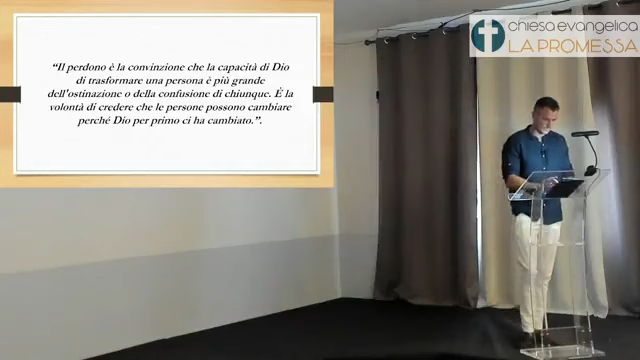 chiesa evangelica
LA PROMESSA
“Il perdono è la convinzione che la capacità di Dio
di trasformare una persona è più grande
dell'ostinazione o della confusione di chiunque. È la
volontà di credere che le persone possono cambiare
perché Dio per primo ci ha cambiato.”.